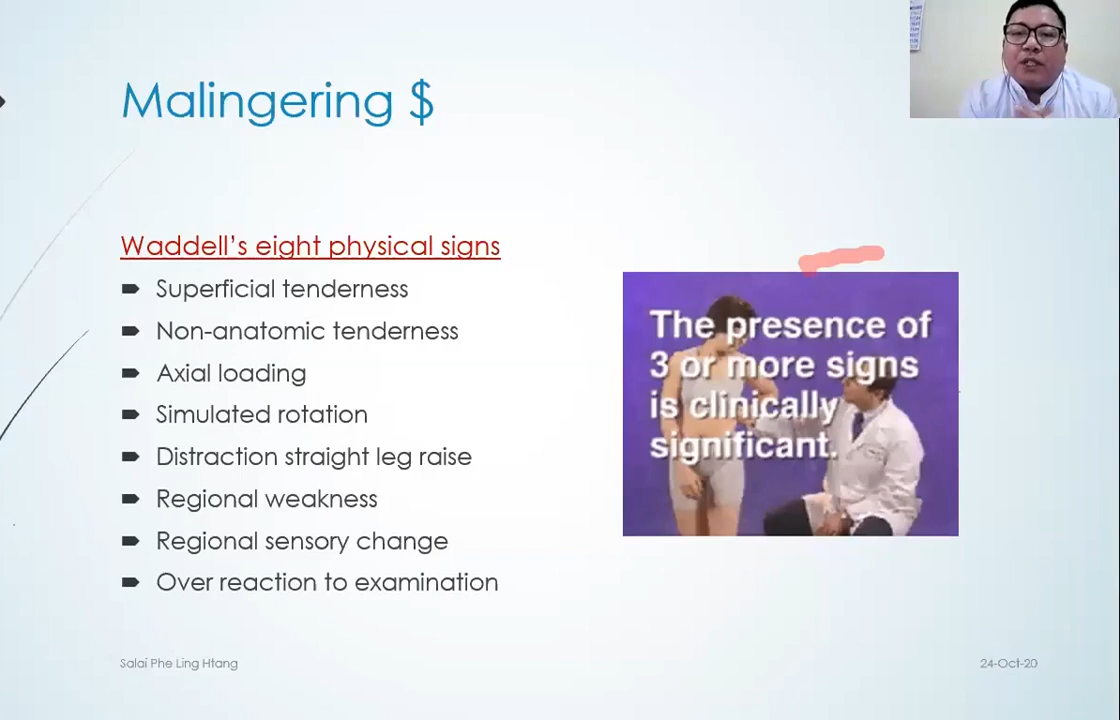 Malingering $
Waddell's eight physical signs
Superficial tenderness
Non-anatomic tenderness
Axial loading
Simulated rotation
Distraction straight leg raise
Regional weakness
Regional sensory change
Over reaction to examination
The presence of
3 or more signs
is clinically
significant.
Salai Phe Ling Htang
24-Oct-20